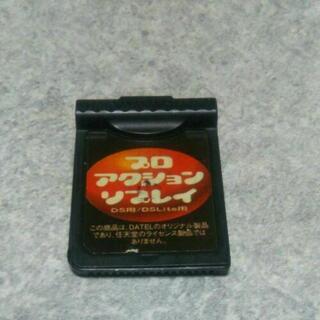 プロ
アクション
リプレイ
DS用/DSLite用
この商品は、DATELのオリジナル製品
であり、任天堂のライセンス製品では
ありません。